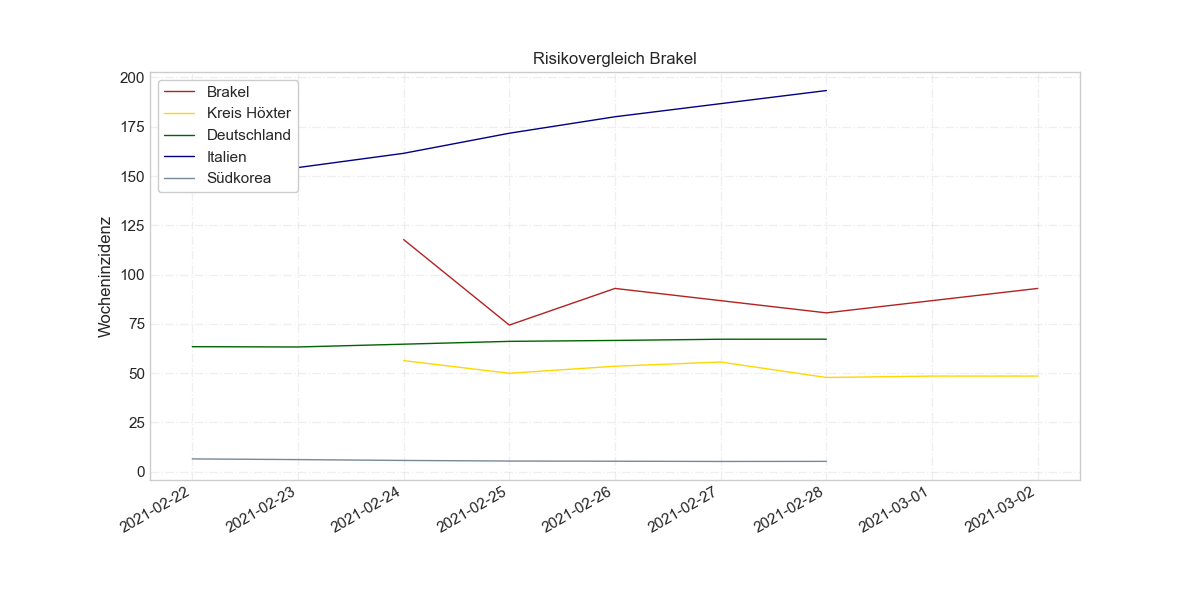 Risikovergleich Brakel
Wocheninzidenz
200
175
150
125
100
75
50
25
0
Brakel
Kreis Höxter
Deutschland
Italien
Südkorea
2021-02-22
2021-02-23
2021-02-24
2021-02-25
2021-02-26
2021-02-27
2021-02-28
2021-03-01
2021-03-02